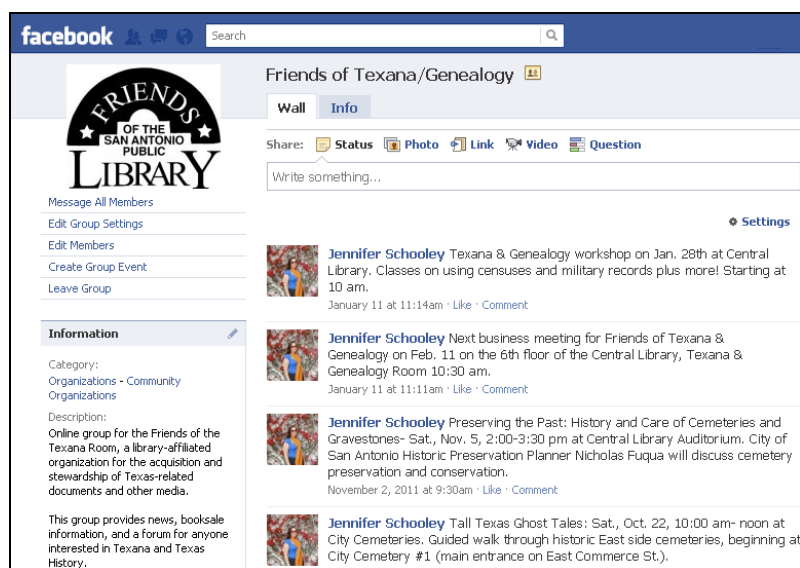 facebook
Search
FRIENDS
OF THE
SAN ANTONIO
PUBLIC
LIBRARY
Message All Members
Edit Group Settings
Edit Members
Create Group Event
Leave Group
Information
Category:
Organizations - Community
Organizations
Description:
Online group for the Friends of the
Texana Room, a library-affiliated
organization for the acquisition and
stewardship of Texas-related
documents and other media.
This group provides news, booksale
information, and a forum for anyone
interested in Texana and Texas
History.
Friends of Texana/Genealogy
Wall Info
Share: Status Photo Link Video Question
Write something...
Settings
Jennifer Schooley Texana & Genealogy workshop on Jan. 28th at Central
Library. Classes on using censuses and military records plus more! Starting at
10 am.
January 11 at 11:14am · Like · Comment
Jennifer Schooley Next business meeting for Friends of Texana &
Genealogy on Feb. 11 on the 6th floor of the Central Library, Texana &
Genealogy Room 10:30 am.
January 11 at 11:11am · Like · Comment
Jennifer Schooley Preserving the Past: History and Care of Cemeteries and
Gravestones- Sat., Nov. 5, 2:00-3:30 pm at Central Library Auditorium. City of
San Antonio Historic Preservation Planner Nicholas Fuqua will discuss cemetery
preservation and conservation.
November 2, 2011 at 9:30am · Like · Comment
Jennifer Schooley Tall Texas Ghost Tales: Sat., Oct. 22, 10:00 am- noon at
City Cemeteries. Guided walk through historic East side cemeteries, beginning at
City Cemetery #1 (main entrance on East Commerce St.).